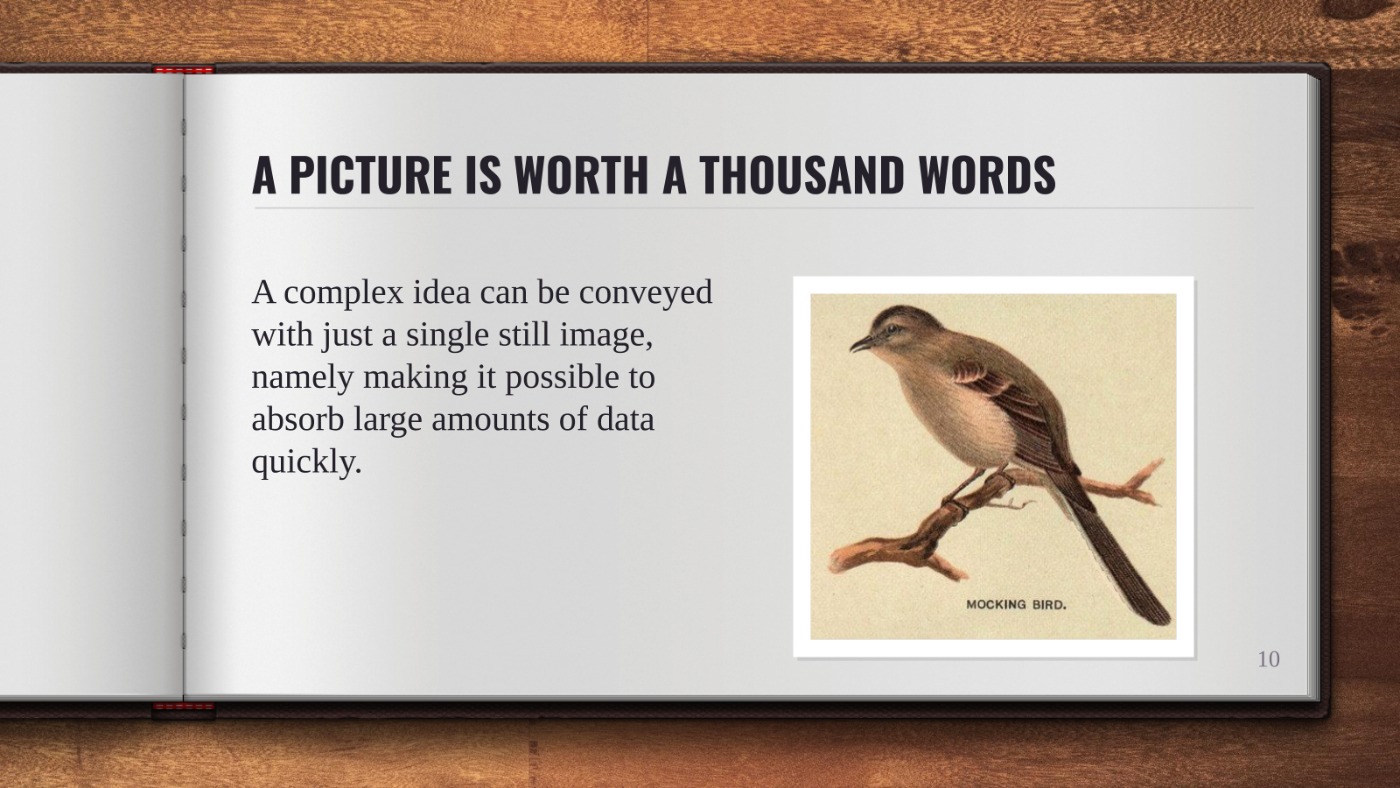 A PICTURE IS WORTH A THOUSAND WORDS
A complex idea can be conveyed
with just a single still image,
namely making it possible to
absorb large amounts of data
quickly.
MOCKING BIRD.
10